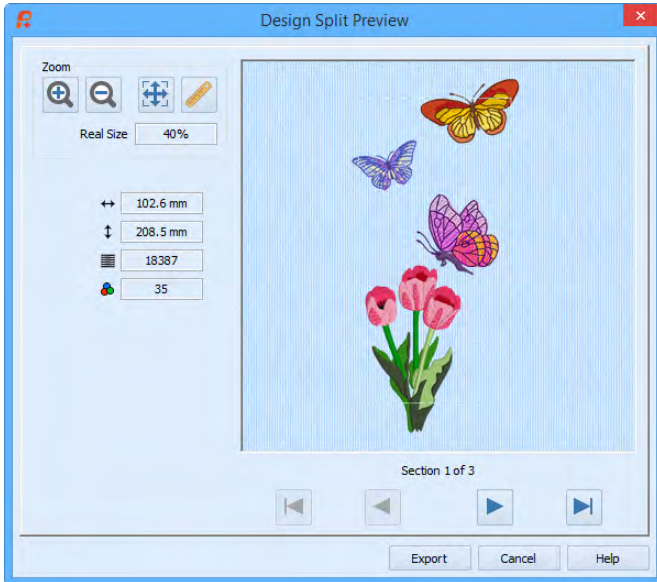 Design Split Preview
Zoom
Real Size 40%
102.6 mm
208.5 mm
18387
35
Section 1 of 3
Export Cancel Help